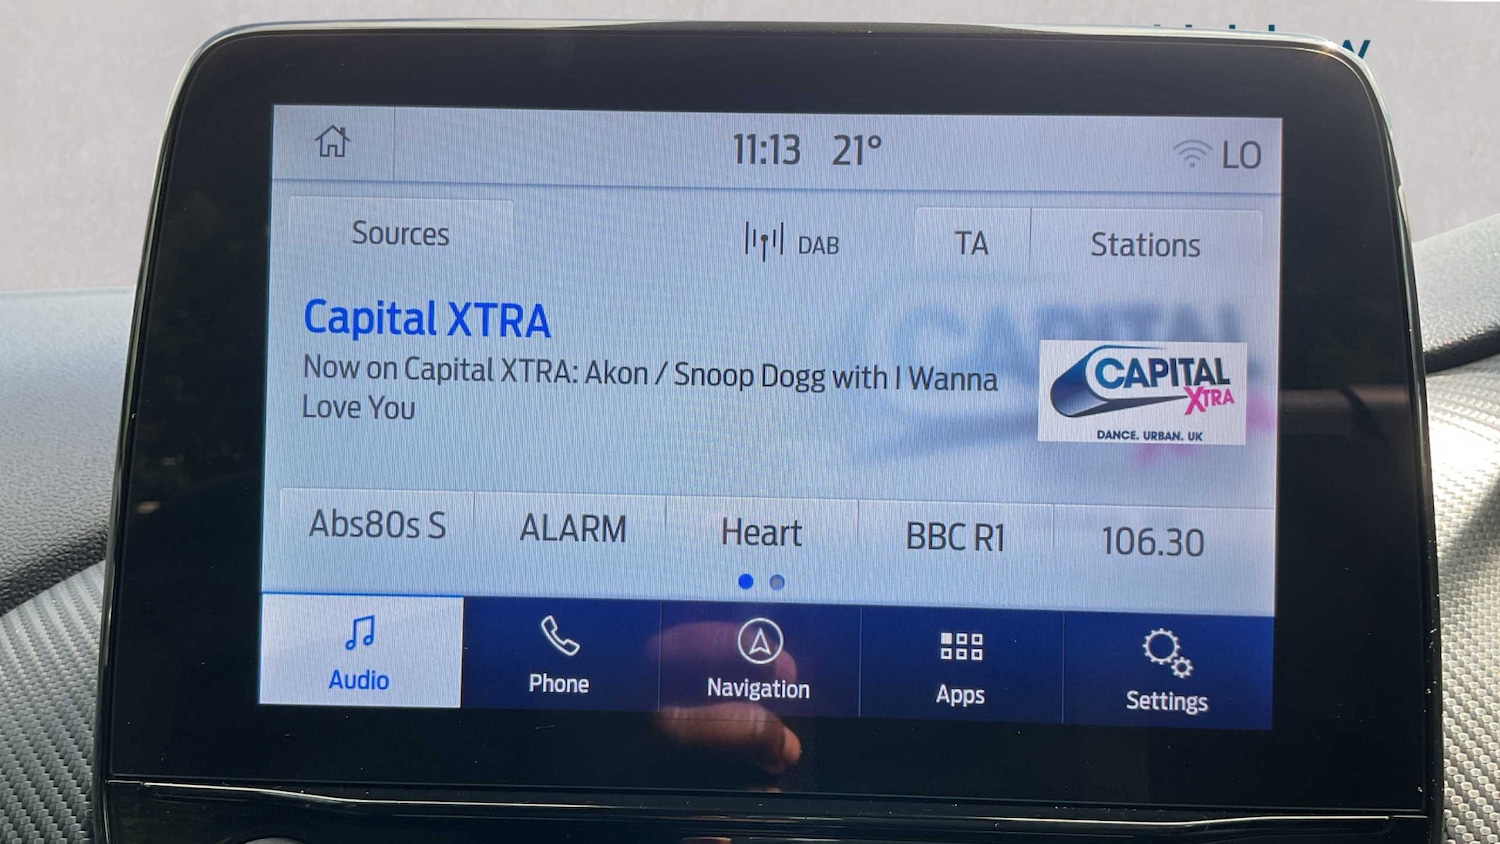 11:13 21° LO
Sources DAB TA Stations
Capital XTRA
Now on Capital XTRA: Akon / Snoop Dogg with I Wanna
Love You
CAPITAL
XTRA
DANCE. URBAN. UK
Abs80s S ALARM Heart BBC R1 106.30
Audio Phone Navigation Apps Settings